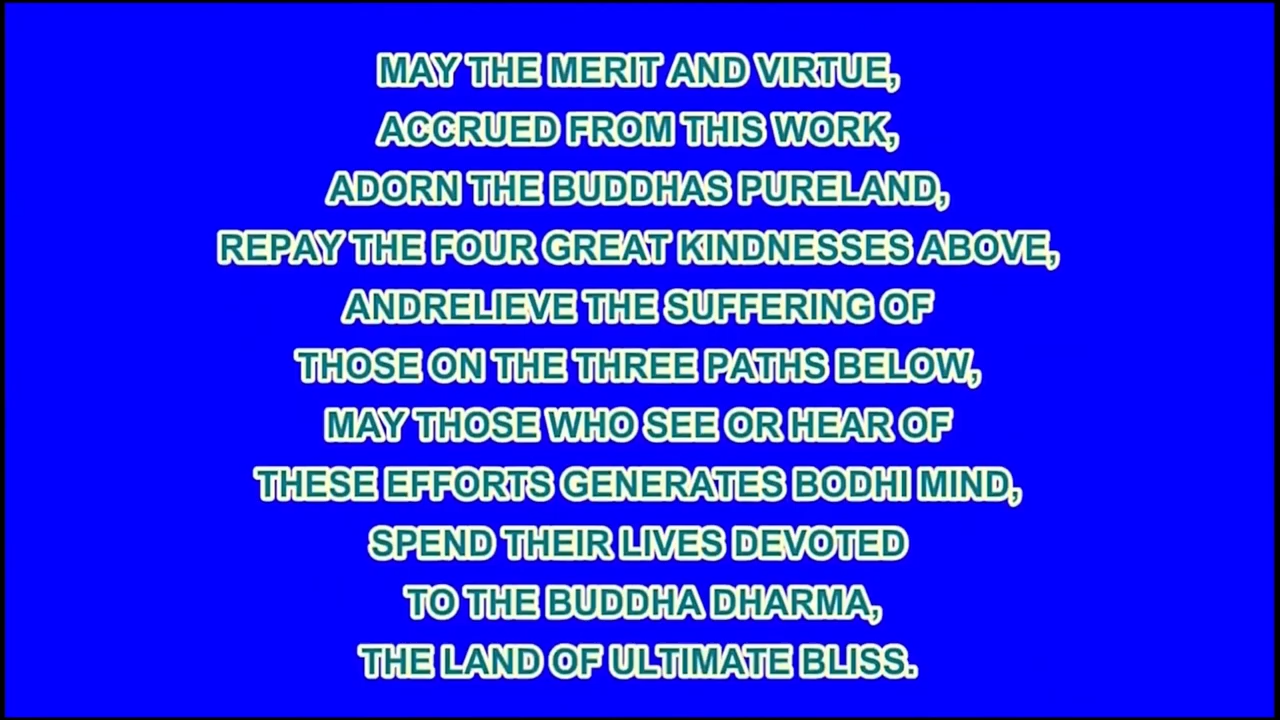 MAY THE MERIT AND VIRTUE,
ACCRUED FROM THIS WORK,
ADORN THE BUDDHAS PURELAND,
REPAY THE FOUR GREAT KINDNESSES ABOVE,
ANDRELIEVE THE SUFFERING OF
THOSE ON THE THREE PATHS BELOW,
MAY THOSE WHO SEE OR HEAR OF
THESE EFFORTS GENERATES BODHI MIND,
SPEND THEIR LIVES DEVOTED
TO THE BUDDHA DHARMA,
THE LAND OF ULTIMATE BLISS.